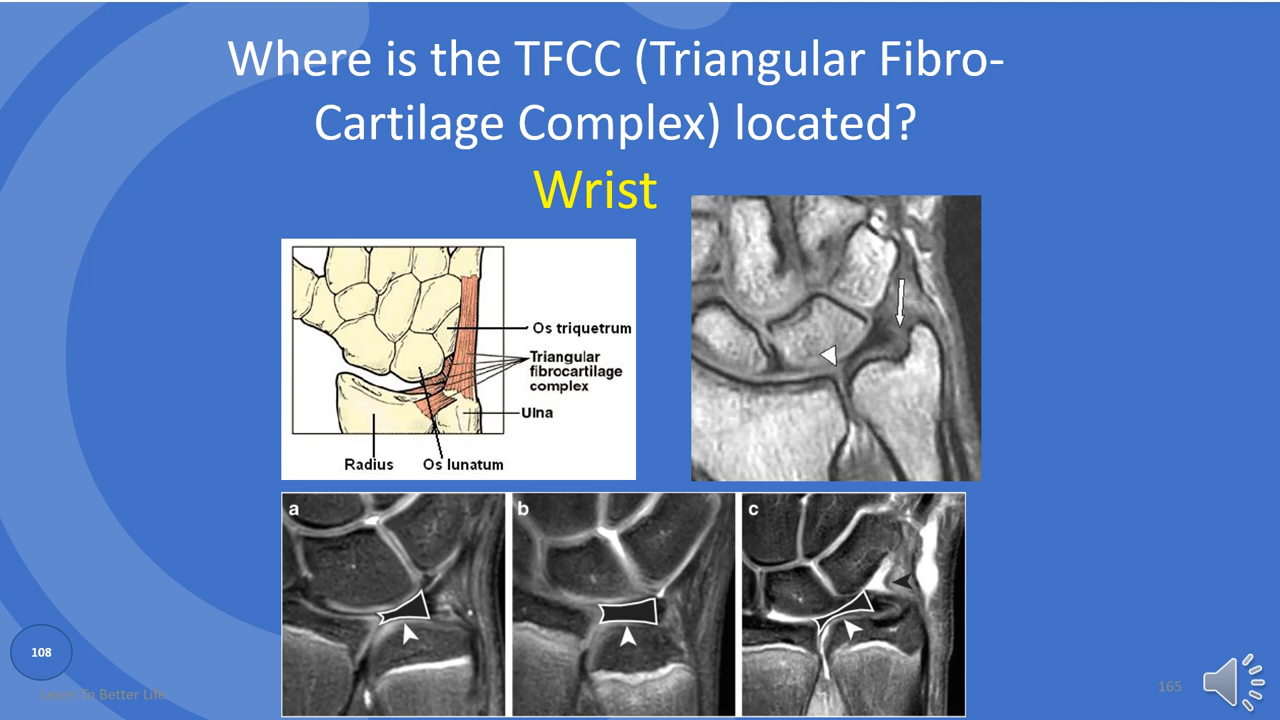 Where is the TFCC (Triangular Fibro-
Cartilage Complex) located?
Wrist
Os triquetrum
Triangular
fibrocartilage
complex
Ulna
Radius
Os lunatum
a
b
c
108
Learn To Better Life
165